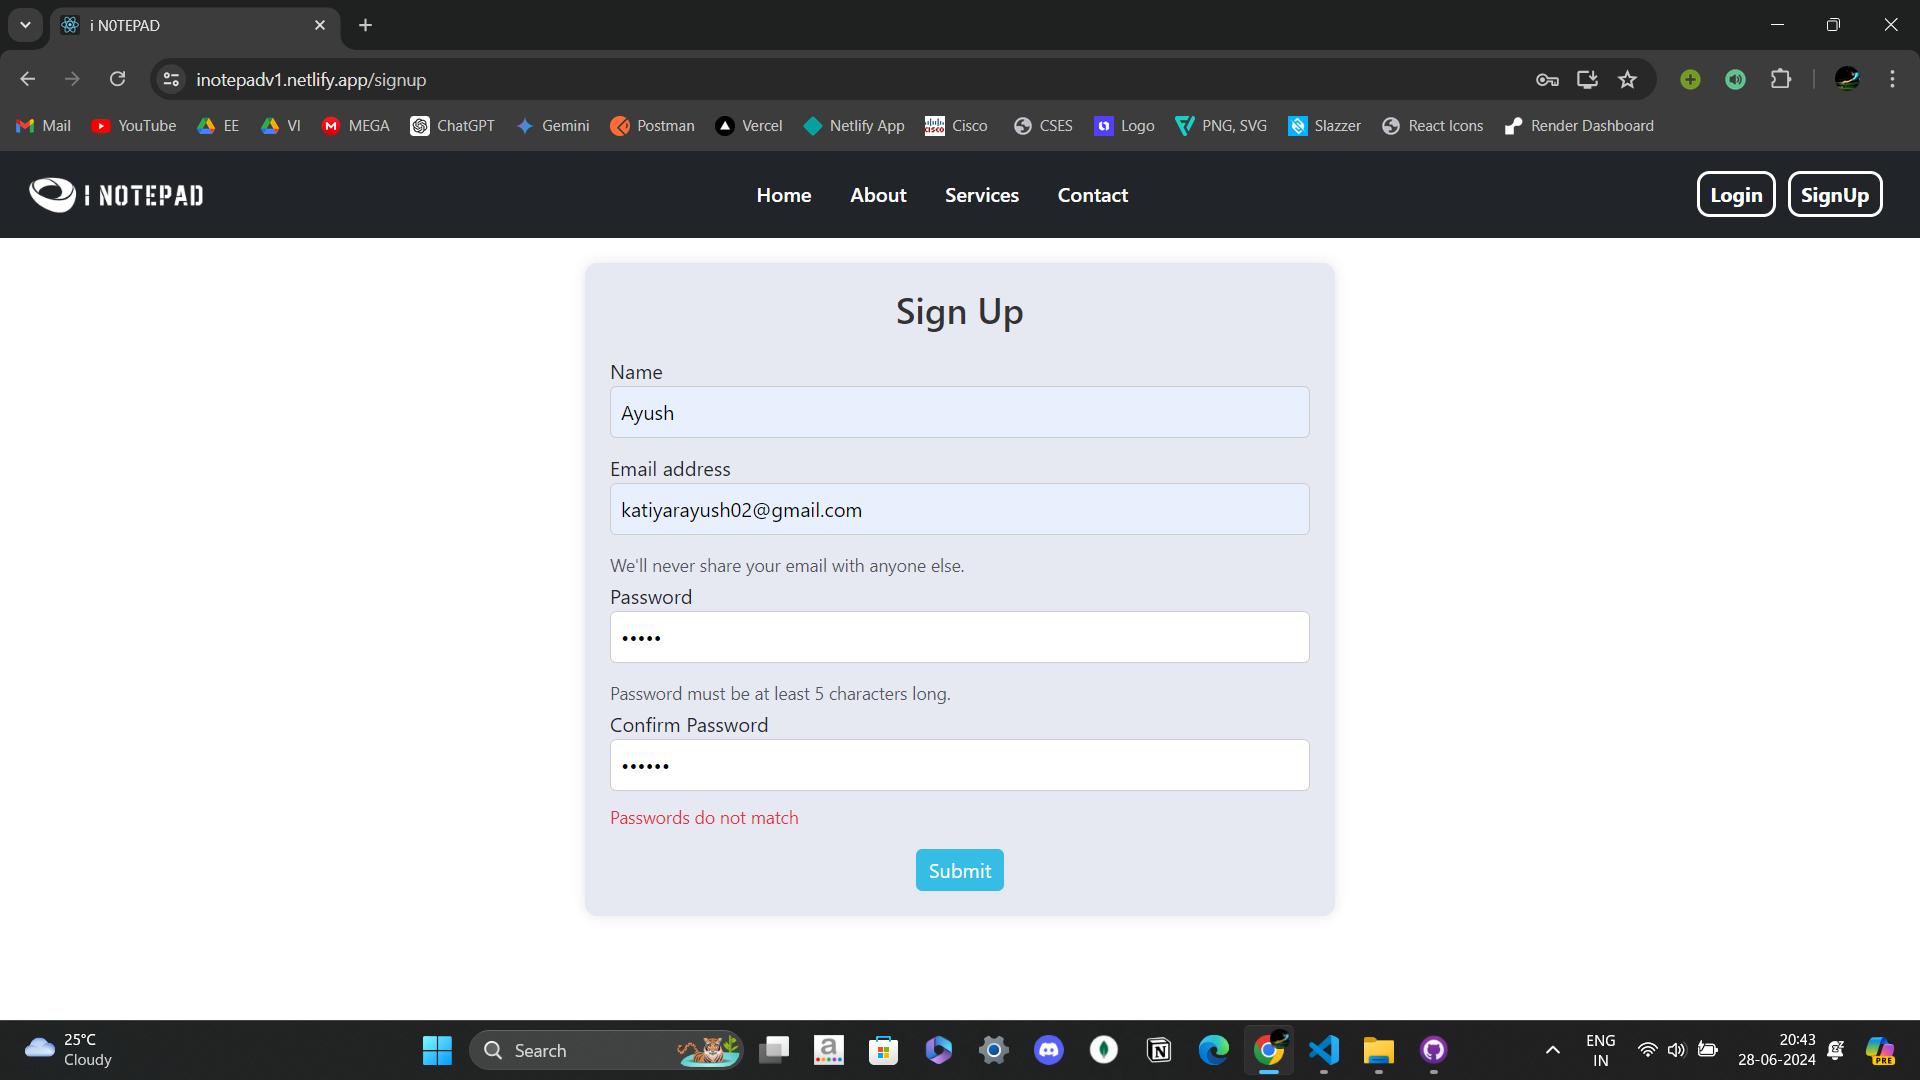 i N0TEPAD
inotepadv1.netlify.app/signup
Mail YouTube EE VI MEGA ChatGPT Gemini Postman Vercel Netlify App Cisco CSES Logo PNG, SVG Slazzer React Icons Render Dashboard
I NOTEPAD Home About Services Contact Login SignUp
Sign Up
Name
Ayush
Email address
katiyarayush02@gmail.com
We'll never share your email with anyone else.
Password
•••••
Password must be at least 5 characters long.
Confirm Password
••••••
Passwords do not match
Submit
25°C
Cloudy
Search
ENG
IN
20:43
28-06-2024
PRE